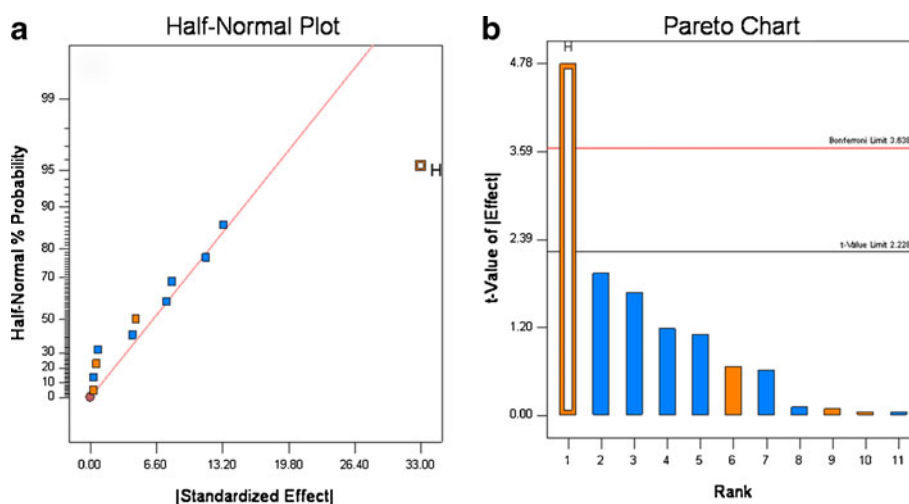 a
Half-Normal Plot
Half-Normal % Probability
99
95
90
80
70
50
30
20
10
0
H
0.00 6.60 13.20 19.80 26.40 33.00
|Standardized Effect|
b
Pareto Chart
t-Value of |Effect|
H
4.78
3.59
2.39
1.20
0.00
Bonferroni Limit 3.638
t-Value Limit 2.228
1 2 3 4 5 6 7 8 9 10 11
Rank